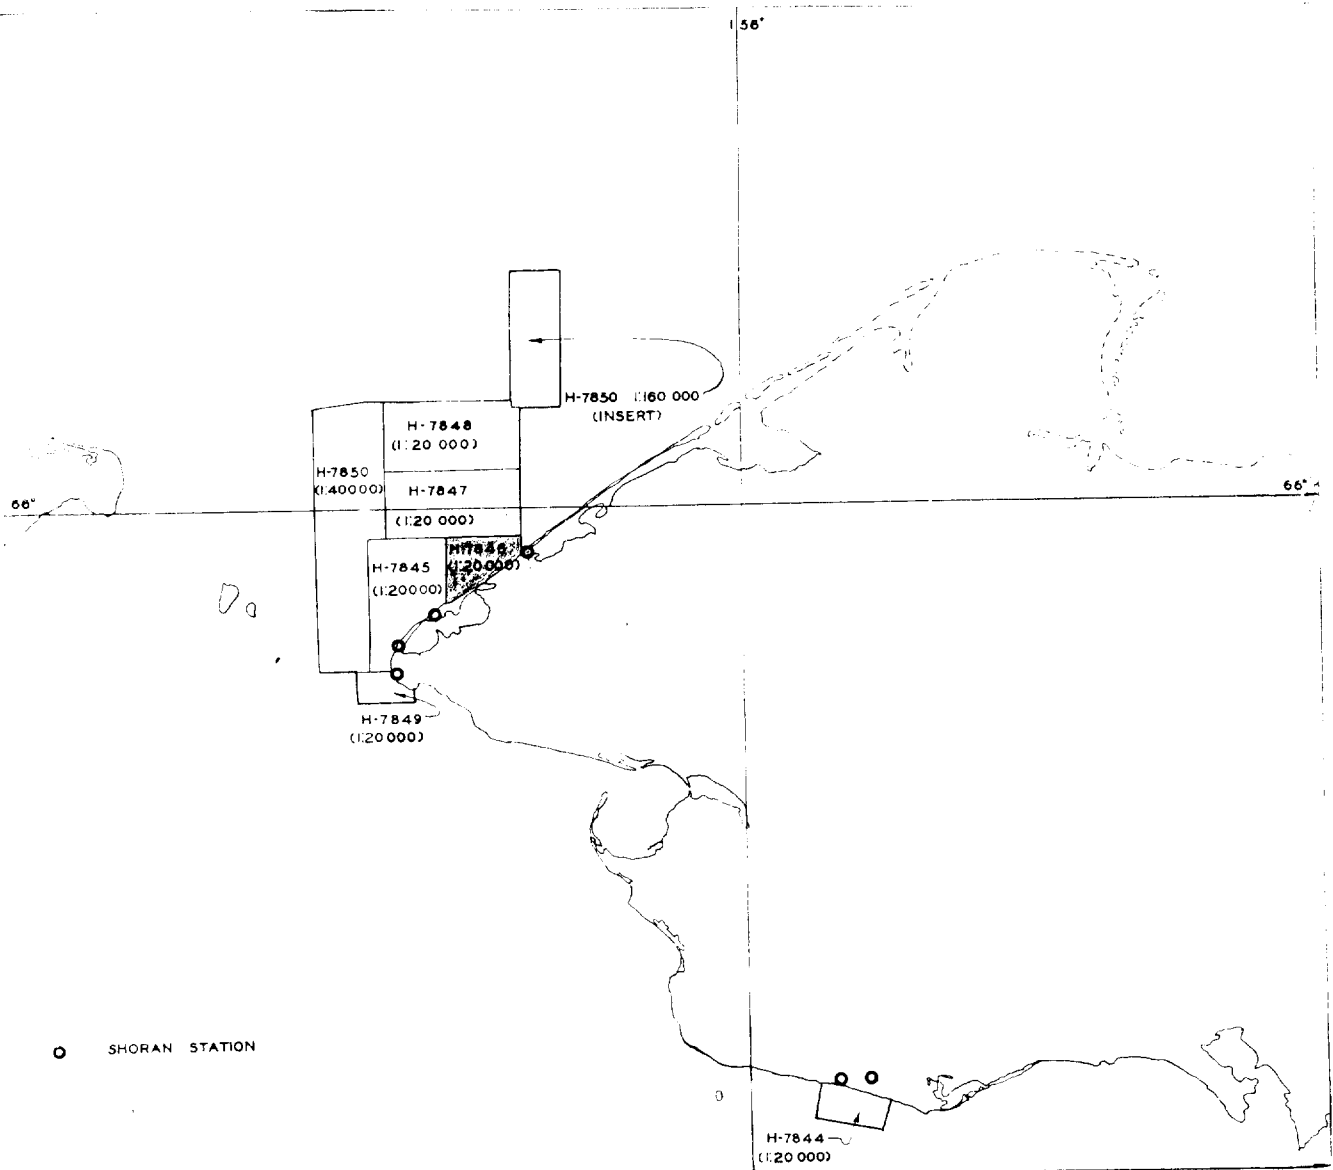 156°
H-7850 1:160 000
(INSERT)
H-7848
(1:20 000)
H-7850
(1:40000)
H-7847
(1:20 000)
66°
66°
H-7846
(1:20000)
H-7845
(1:20000)
H-7849
(1:20 000)
SHORAN STATION
H-7844
(1:20 000)